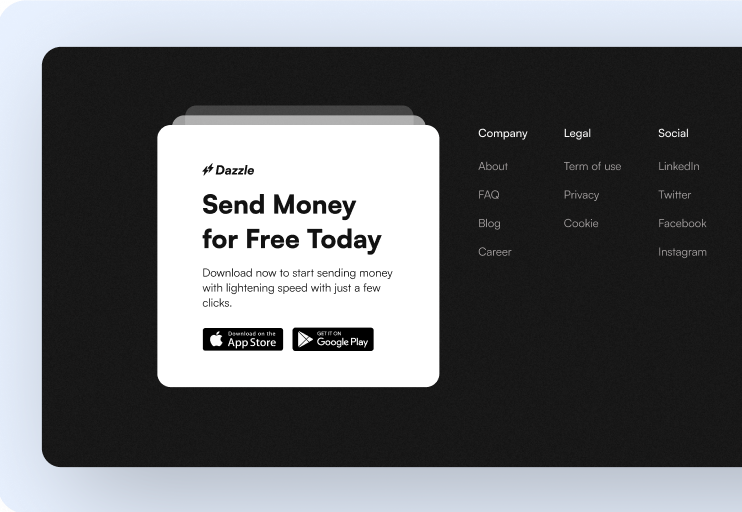 Dazzle
Send Money
for Free Today
Download now to start sending money
with lightening speed with just a few
clicks.
Download on the
App Store
GET IT ON
Google Play
Company
About
FAQ
Blog
Career
Legal
Term of use
Privacy
Cookie
Social
LinkedIn
Twitter
Facebook
Instagram